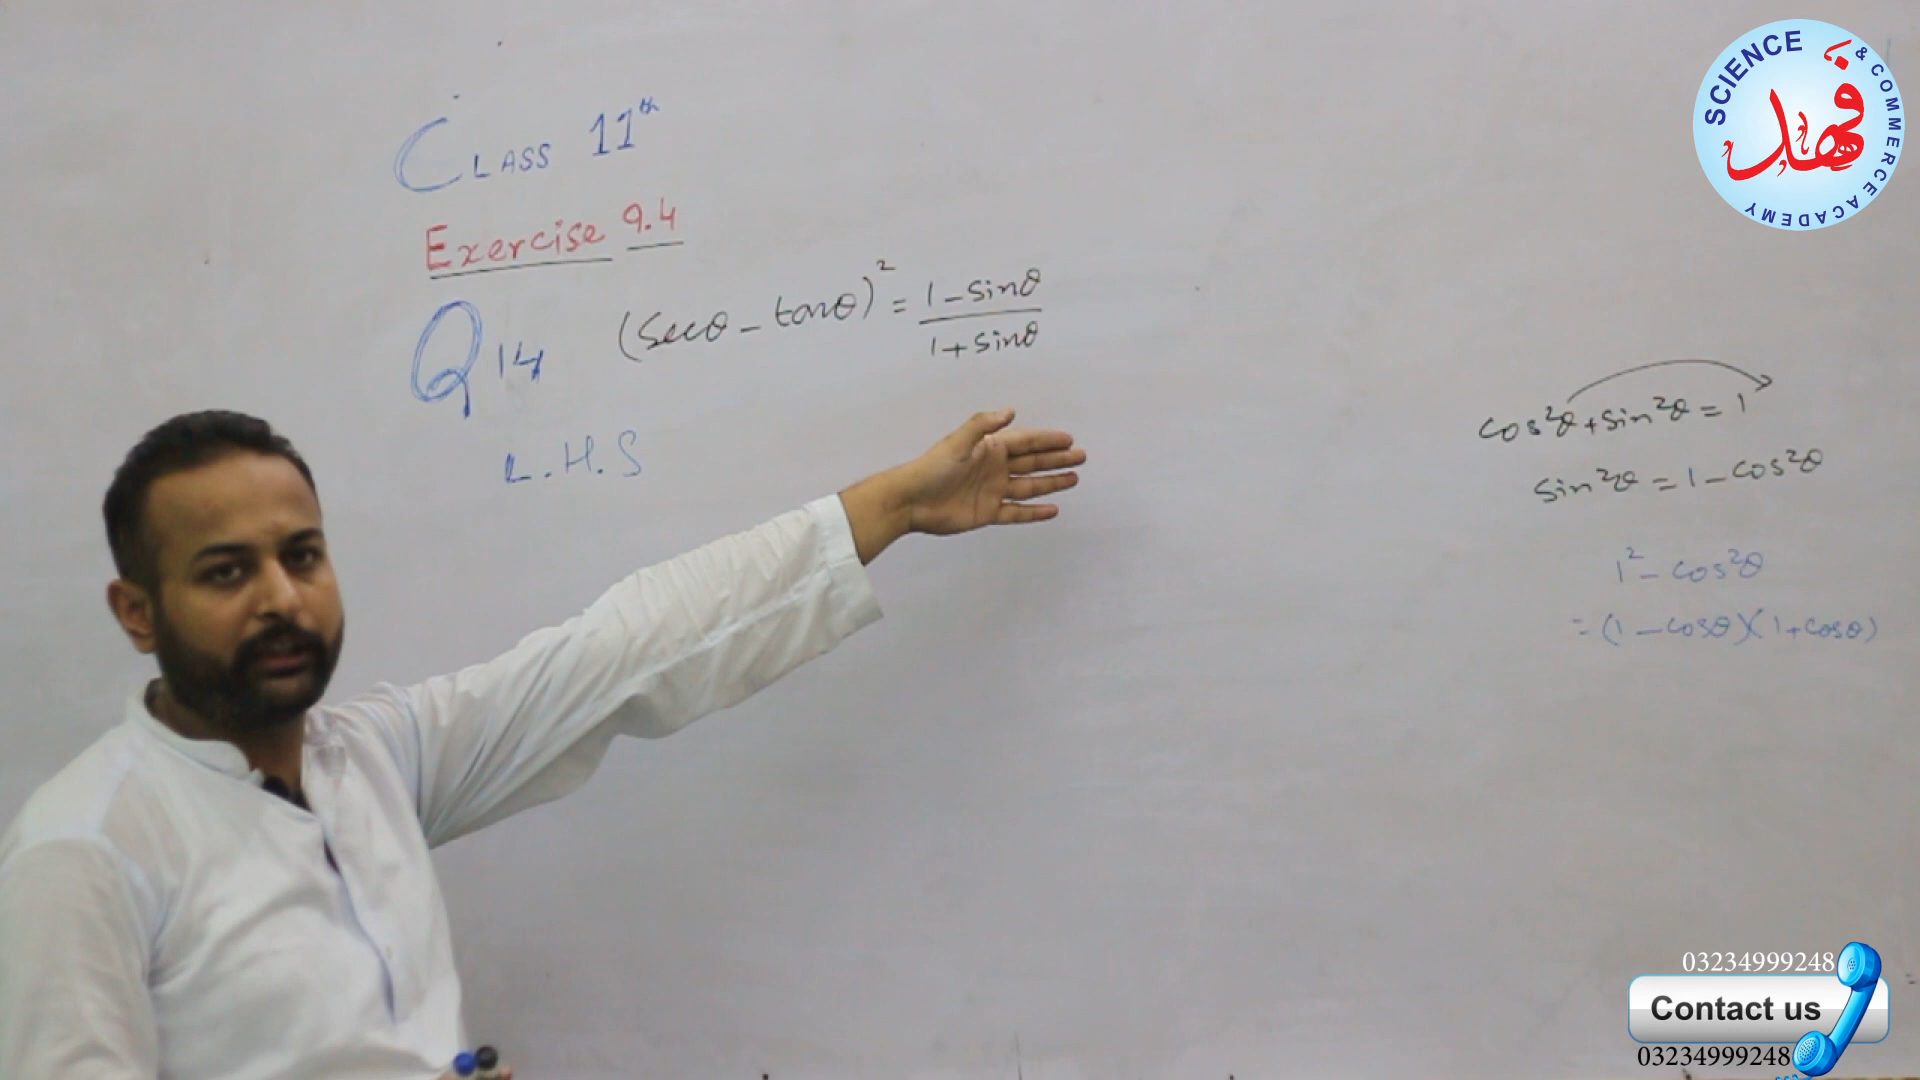 CLASS 11th
Exercise 9.4
Q14 (secθ - tanθ)² = 1 - sinθ / 1 + sinθ
L.H.S
cos²θ + sin²θ = 1
sin²θ = 1 - cos²θ
1² - cos²θ
= (1 - cosθ)(1 + cosθ)
SCIENCE & COMMERCE ACADEMY
فہد
03234999248
Contact us
03234999248